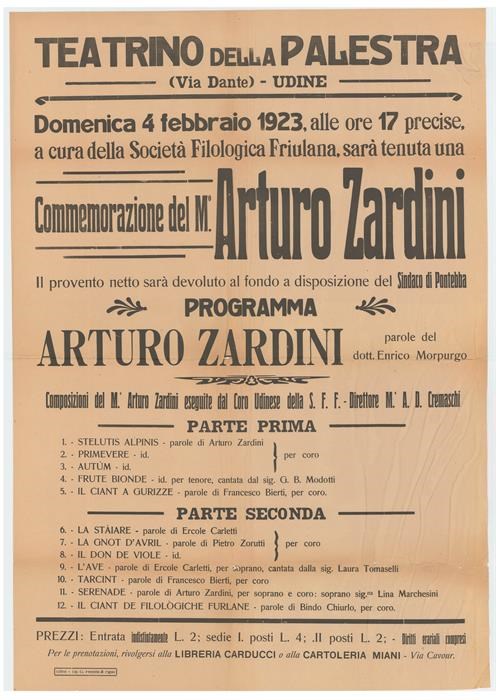 TEATRINO DELLA PALESTRA
(Via Dante) - UDINE
Domenica 4 febbraio 1923, alle ore 17 precise,
a cura della Società Filologica Friulana, sarà tenuta una
Commemorazione del M.° Arturo Zardini
Il provento netto sarà devoluto al fondo a disposizione del Sindaco di Pontebba
PROGRAMMA
ARTURO ZARDINI parole del
dott. Enrico Morpurgo
Composizioni del M.° Arturo Zardini eseguite dal Coro Udinese della S. F. F. - Direttore M.° A. D. Cremaschi
PARTE PRIMA
1. - STELUTIS ALPINIS - parole di Arturo Zardini
2. - PRIMEVERE - id. per coro
3. - AUTÚM - id.
4. - FRUTE BIONDE - id. per tenore, cantata dal sig. G. B. Modotti
5. - IL CIANT A GURIZZE - parole di Francesco Bierti, per coro.
PARTE SECONDA
6. - LA STÀIARE - parole di Ercole Carletti
7. - LA GNOT D'AVRIL - parole di Pietro Zorutti per coro
8. - IL DON DE VIOLE - id.
9. - L'AVE - parole di Ercole Carletti, per soprano, cantata dalla sig. Laura Tomaselli
10. - TARCINT - parole di Francesco Bierti, per coro
11. - SERENADE - parole di Arturo Zardini, per soprano e coro: soprano sig.na Lina Marchesini
12. - IL CIANT DE FILOLÒGICHE FURLANE - parole di Bindo Chiurlo, per coro.
PREZZI: Entrata indistintamente L. 2; sedie I. posti L. 4; .II posti L. 2; - Diritti erariali compresi
Per le prenotazioni, rivolgersi alla LIBRERIA CARDUCCI o alla CARTOLERIA MIANI - Via Cavour.